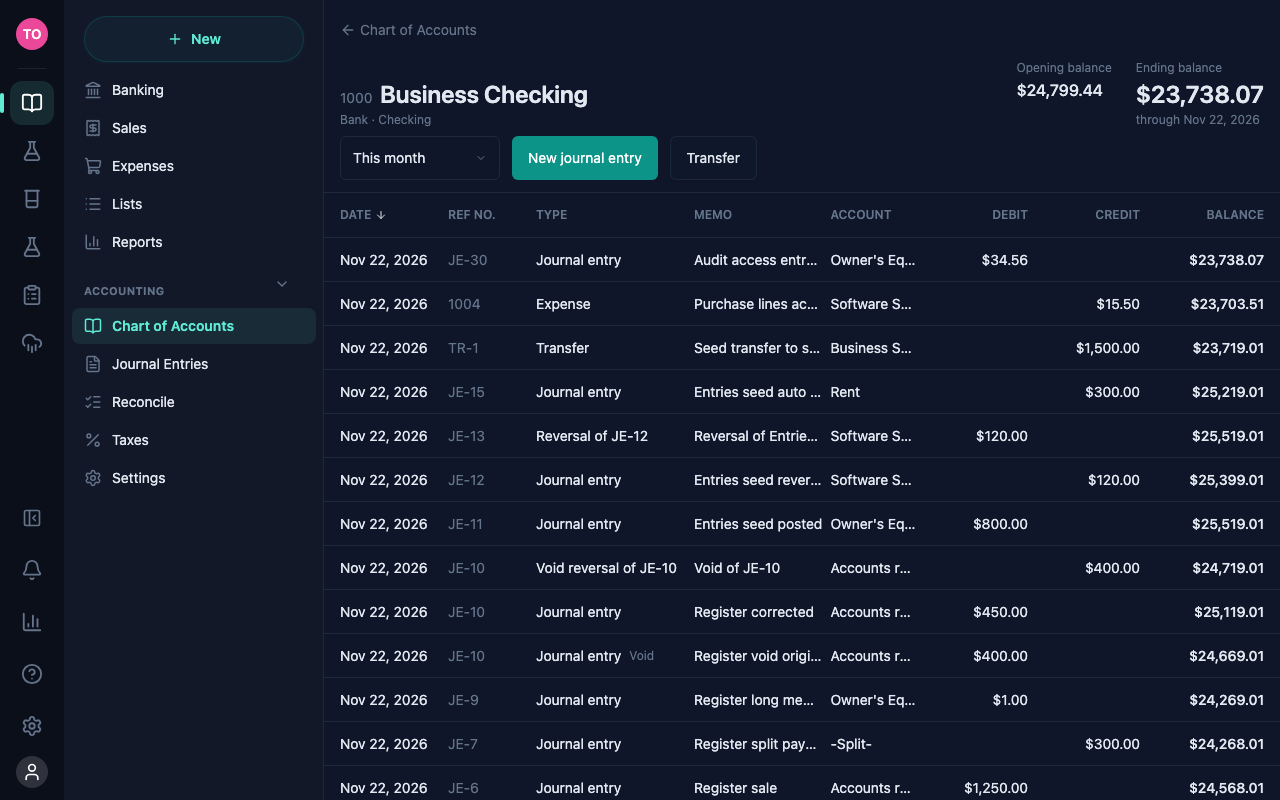 TO
New
Banking
Sales
Expenses
Lists
Reports
ACCOUNTING
Chart of Accounts
Journal Entries
Reconcile
Taxes
Settings
Chart of Accounts
1000 Business Checking
Bank · Checking
Opening balance
$24,799.44
Ending balance
$23,738.07
through Nov 22, 2026
This month
New journal entry
Transfer
DATE REF NO. TYPE MEMO ACCOUNT DEBIT CREDIT BALANCE
Nov 22, 2026 JE-30 Journal entry Audit access entr... Owner's Eq... $34.56 $23,738.07
Nov 22, 2026 1004 Expense Purchase lines ac... Software S... $15.50 $23,703.51
Nov 22, 2026 TR-1 Transfer Seed transfer to s... Business S... $1,500.00 $23,719.01
Nov 22, 2026 JE-15 Journal entry Entries seed auto ... Rent $300.00 $25,219.01
Nov 22, 2026 JE-13 Reversal of JE-12 Reversal of Entrie... Software S... $120.00 $25,519.01
Nov 22, 2026 JE-12 Journal entry Entries seed rever... Software S... $120.00 $25,399.01
Nov 22, 2026 JE-11 Journal entry Entries seed posted Owner's Eq... $800.00 $25,519.01
Nov 22, 2026 JE-10 Void reversal of JE-10 Void of JE-10 Accounts r... $400.00 $24,719.01
Nov 22, 2026 JE-10 Journal entry Register corrected Accounts r... $450.00 $25,119.01
Nov 22, 2026 JE-10 Journal entry Void Register void origi... Accounts r... $400.00 $24,669.01
Nov 22, 2026 JE-9 Journal entry Register long me... Owner's Eq... $1.00 $24,269.01
Nov 22, 2026 JE-7 Journal entry Register split pay... -Split- $300.00 $24,268.01
Nov 22, 2026 JE-6 Journal entry Register sale Accounts r... $1,250.00 $24,568.01